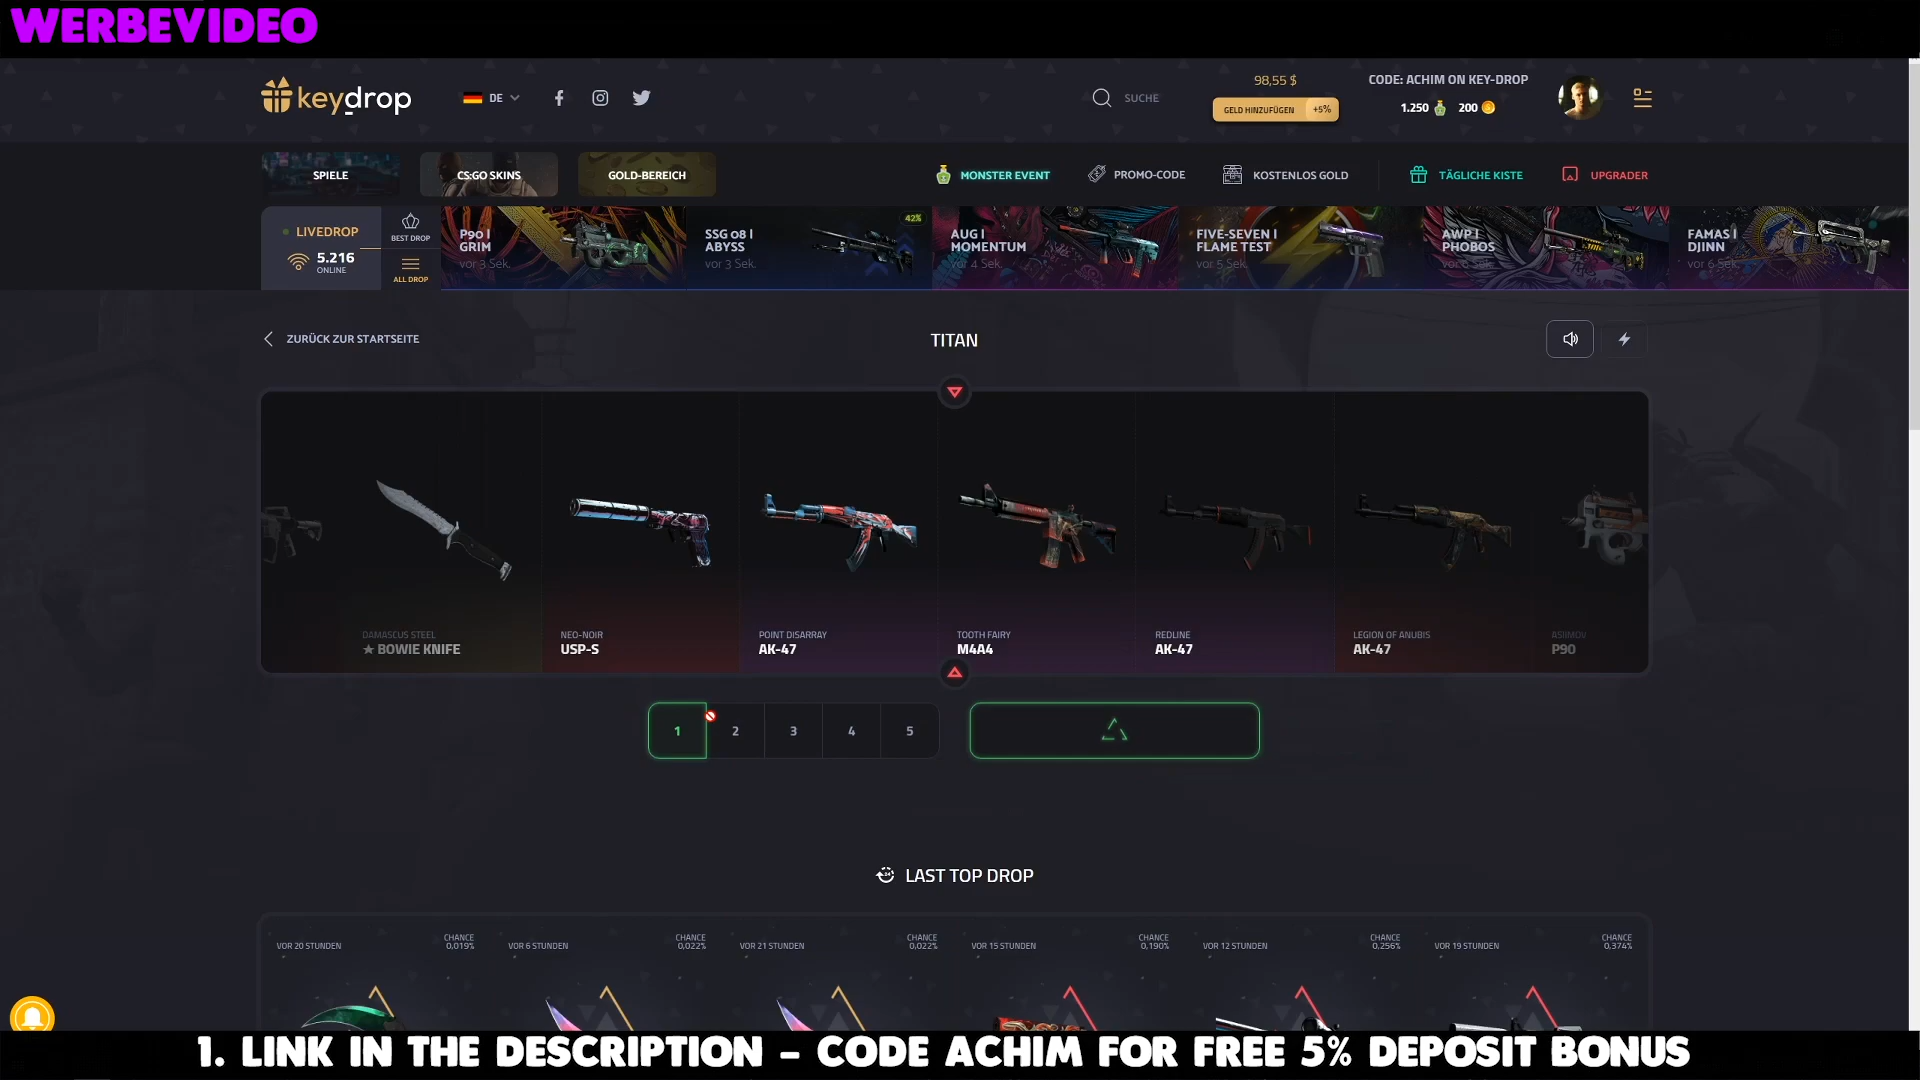 WERBEVIDEO
keydrop
DE
SUCHE
98,55 $
GELD HINZUFÜGEN +5%
CODE: ACHIM ON KEY-DROP
1.250 200
SPIELE
CS:GO SKINS
GOLD-BEREICH
MONSTER EVENT
PROMO-CODE
KOSTENLOS GOLD
TÄGLICHE KISTE
UPGRADER
LIVEDROP
5.216
ONLINE
BEST DROP
ALL DROP
P90 |
GRIM
vor 3 Sek.
SSG 08 |
ABYSS
vor 3 Sek.
42%
AUG |
MOMENTUM
vor 4 Sek.
FIVE-SEVEN |
FLAME TEST
vor 5 Sek.
AWP |
PHOBOS
FAMAS |
DJINN
vor 6 Sek.
ZURÜCK ZUR STARTSEITE
TITAN
DAMASCUS STEEL
★ BOWIE KNIFE
NEO-NOIR
USP-S
POINT DISARRAY
AK-47
TOOTH FAIRY
M4A4
REDLINE
AK-47
LEGION OF ANUBIS
AK-47
ASIIMOV
P90
1 2 3 4 5
LAST TOP DROP
VOR 20 STUNDEN
CHANCE
0,019%
VOR 6 STUNDEN
CHANCE
0,022%
VOR 21 STUNDEN
CHANCE
0,022%
VOR 15 STUNDEN
CHANCE
0,190%
VOR 12 STUNDEN
CHANCE
0,256%
VOR 19 STUNDEN
CHANCE
0,374%
1. LINK IN THE DESCRIPTION – CODE ACHIM FOR FREE 5% DEPOSIT BONUS